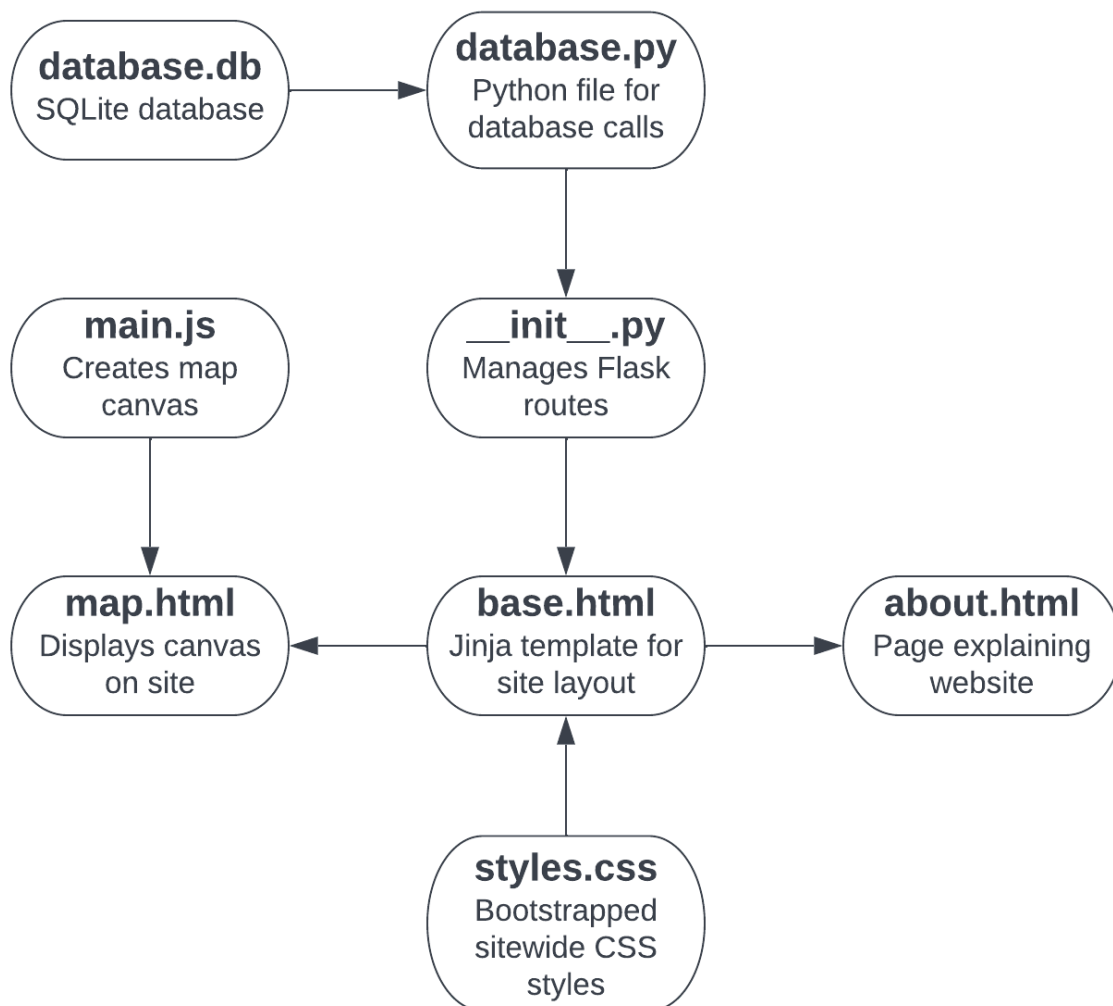 database.db
SQLite database
database.py
Python file for
database calls
main.js
Creates map
canvas
__init__.py
Manages Flask
routes
map.html
Displays canvas
on site
base.html
Jinja template for
site layout
about.html
Page explaining
website
styles.css
Bootstrapped
sitewide CSS
styles